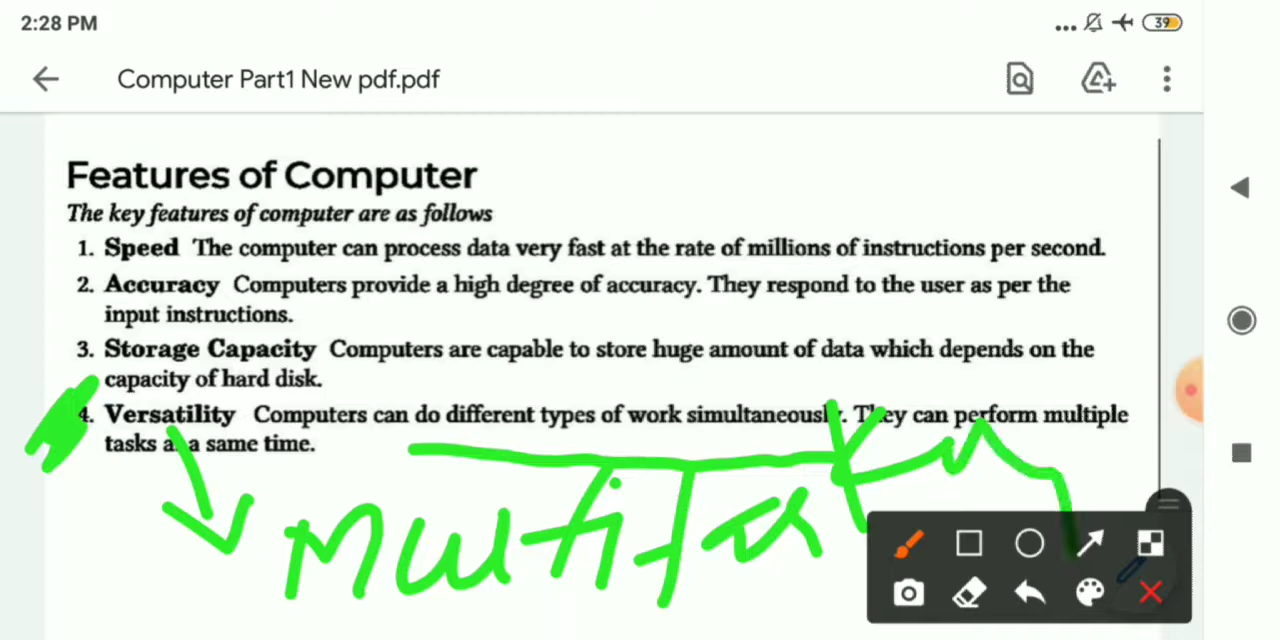 2:28 PM
39
Computer Part1 New pdf.pdf
Features of Computer
The key features of computer are as follows
1. Speed The computer can process data very fast at the rate of millions of instructions per second.
2. Accuracy Computers provide a high degree of accuracy. They respond to the user as per the
input instructions.
3. Storage Capacity Computers are capable to store huge amount of data which depends on the
capacity of hard disk.
4. Versatility Computers can do different types of work simultaneously. They can perform multiple
tasks at a same time.